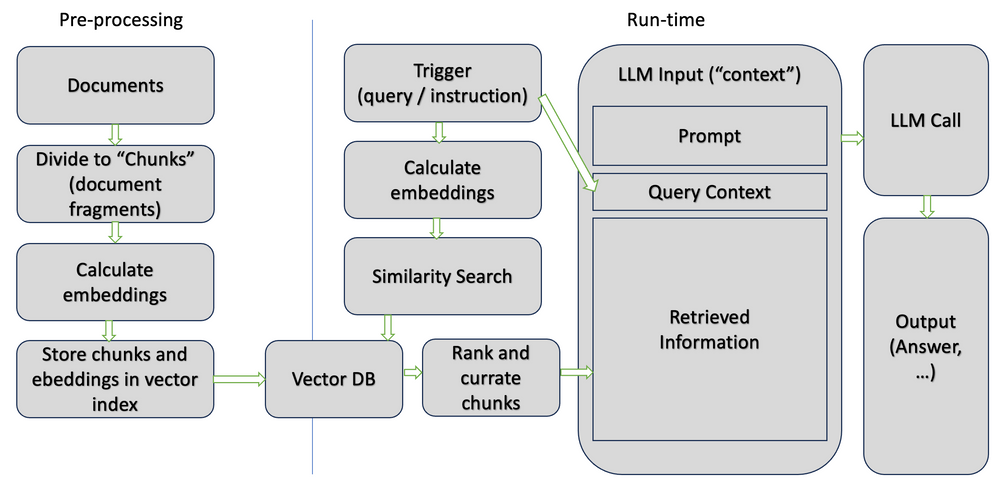 Pre-processing
Documents
Divide to “Chunks”
(document
fragments)
Calculate
embeddings
Store chunks and
ebeddings in vector
index
Vector DB
Run-time
Trigger
(query / instruction)
Calculate
embeddings
Similarity Search
Rank and
currate
chunks
LLM Input (“context”)
Prompt
Query Context
Retrieved
Information
LLM Call
Output
(Answer,
...)